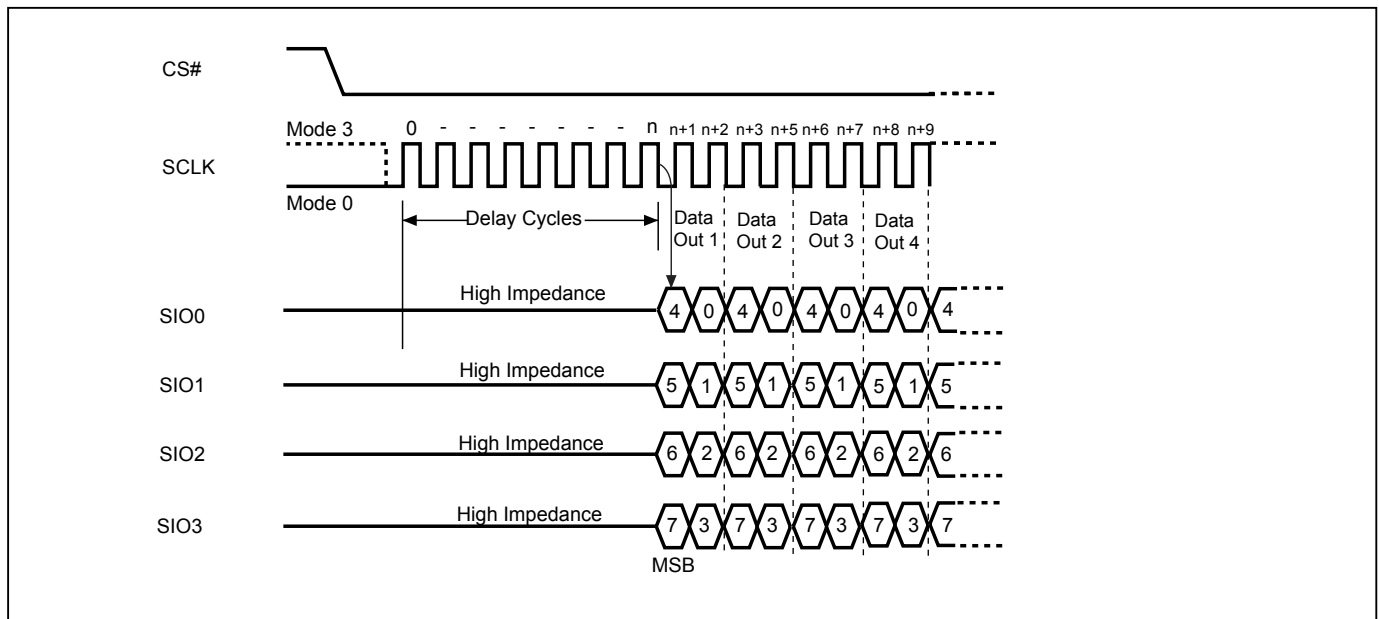 CS#
Mode 3
0 - - - - - - n n+1 n+2 n+3 n+5 n+6 n+7 n+8 n+9
SCLK
Mode 0
Delay Cycles
Data Out 1
Data Out 2
Data Out 3
Data Out 4
SIO0
High Impedance
4 0 4 0 4 0 4 0 4
SIO1
High Impedance
5 1 5 1 5 1 5 1 5
SIO2
High Impedance
6 2 6 2 6 2 6 2 6
SIO3
High Impedance
7 3 7 3 7 3 7 3 7
MSB